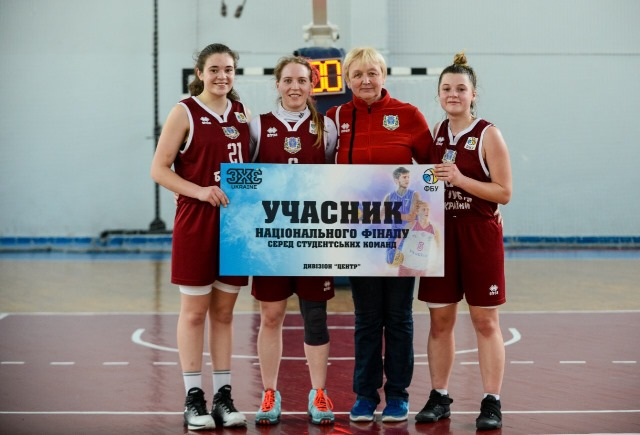 3X3
UKRAINE
ФБУ
УЧАСНИК
НАЦІОНАЛЬНОГО ФІНАЛУ
СЕРЕД СТУДЕНТСЬКИХ КОМАНД
ДИВІЗІОН "ЦЕНТР"
21